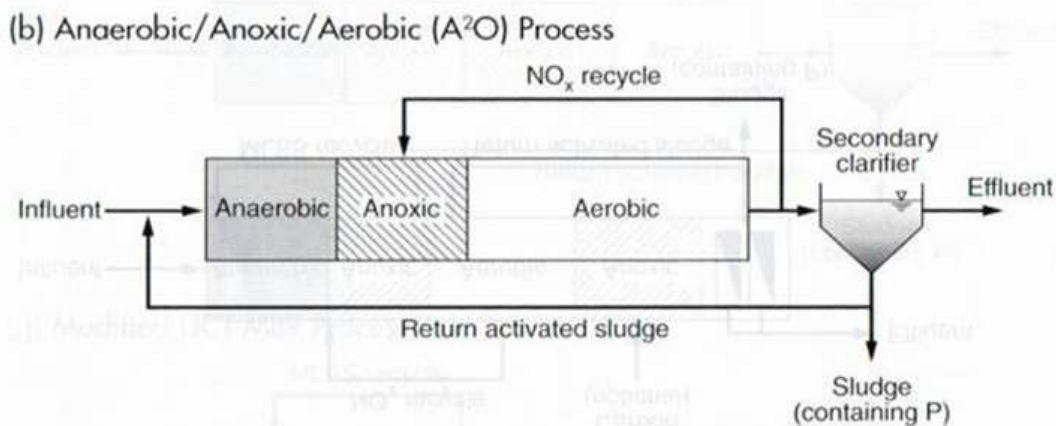 (b) Anaerobic/Anoxic/Aerobic (A²O) Process
NOₓ recycle
Secondary
clarifier
Influent
Anaerobic
Anoxic
Aerobic
Effluent
Return activated sludge
Sludge
(containing P)